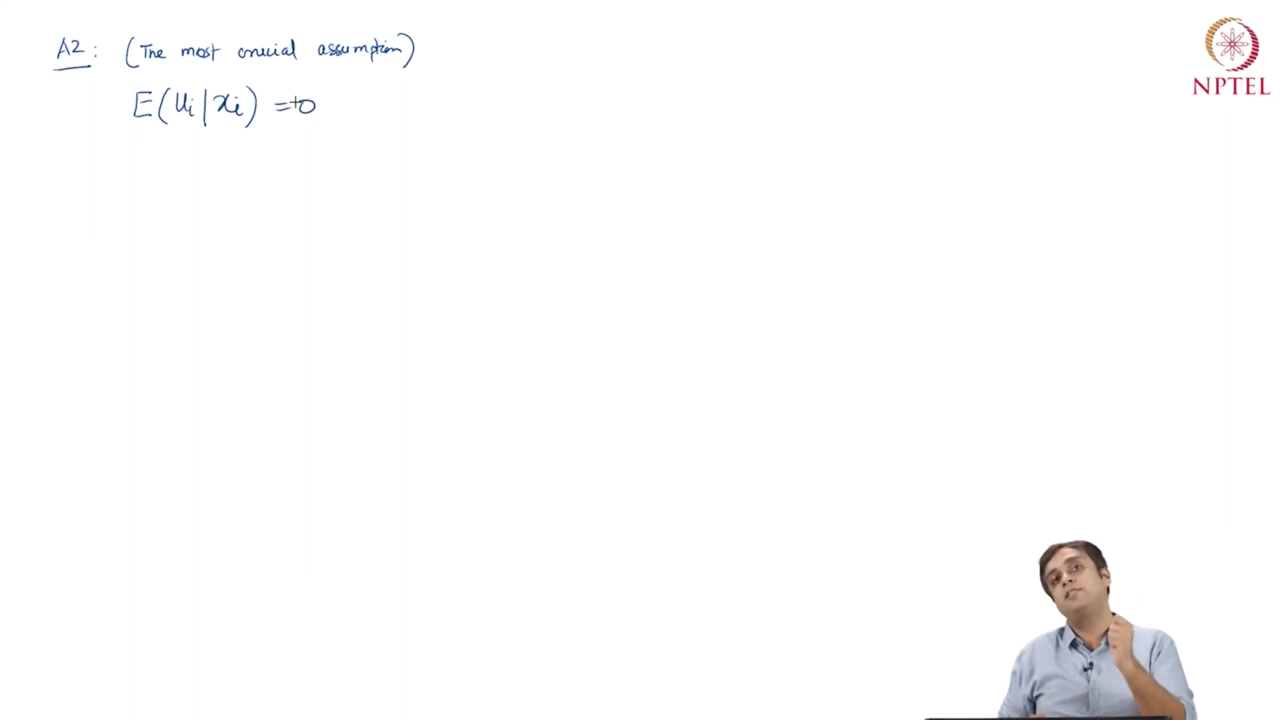 A2: (The most crucial assumption)
E(Ui|xi) = 0
NPTEL